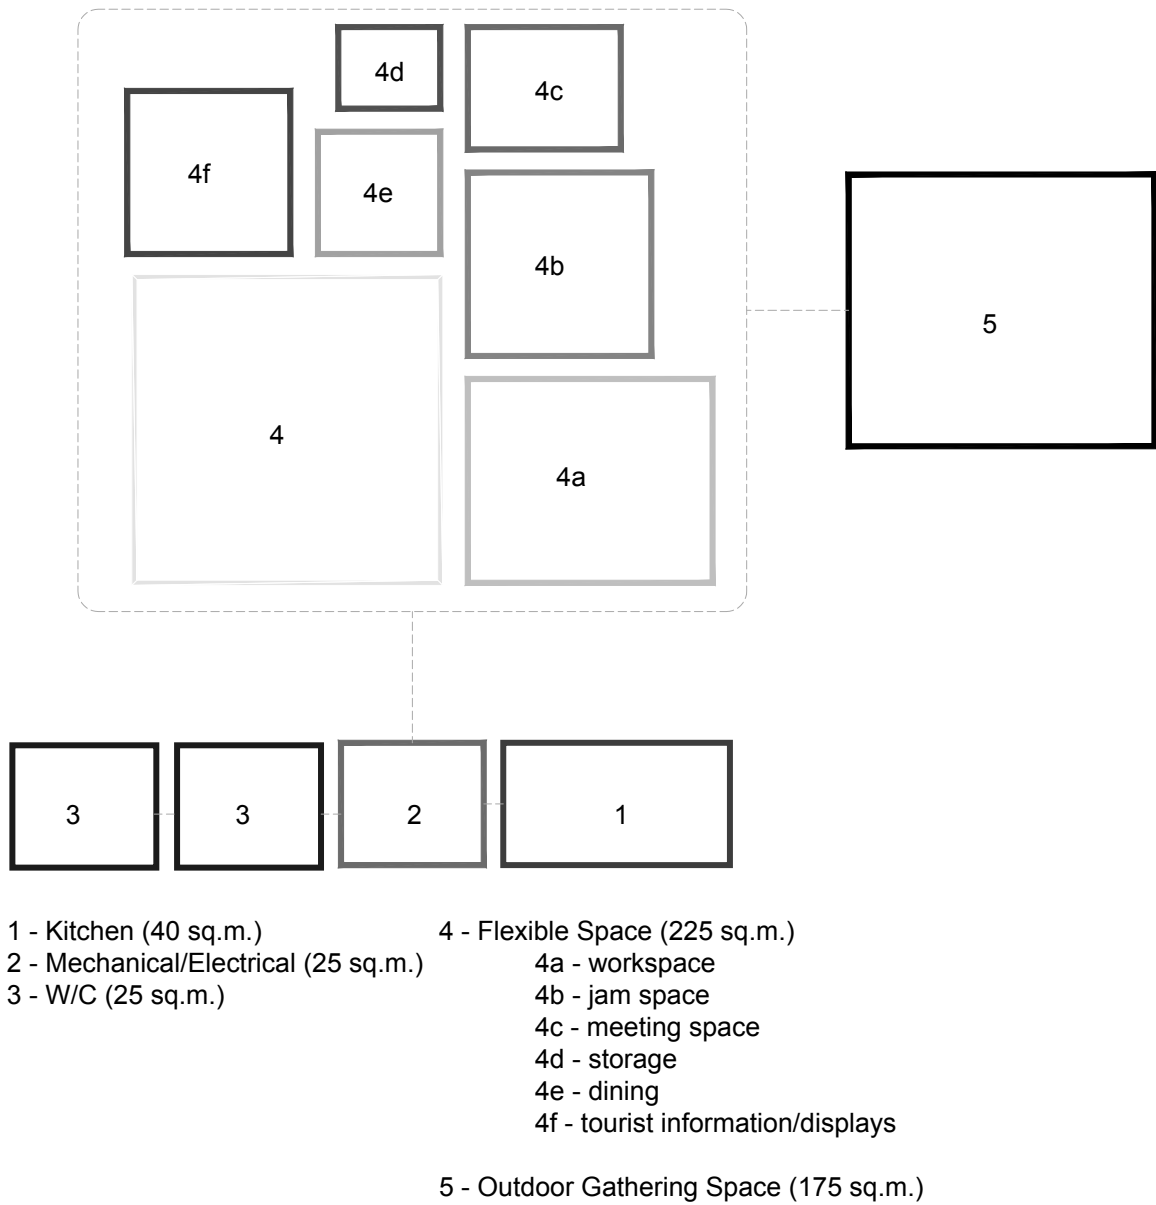 4d
4c
4f
4e
4b
5
4
4a
3
3
2
1
1 - Kitchen (40 sq.m.)
2 - Mechanical/Electrical (25 sq.m.)
3 - W/C (25 sq.m.)
4 - Flexible Space (225 sq.m.)
4a - workspace
4b - jam space
4c - meeting space
4d - storage
4e - dining
4f - tourist information/displays
5 - Outdoor Gathering Space (175 sq.m.)